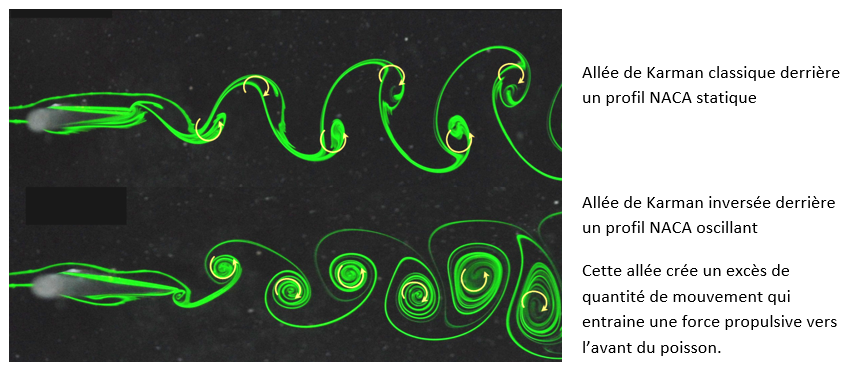 Allée de Karman classique derrière
un profil NACA statique
Allée de Karman inversée derrière
un profil NACA oscillant
Cette allée crée un excès de
quantité de mouvement qui
entraine une force propulsive vers
l’avant du poisson.